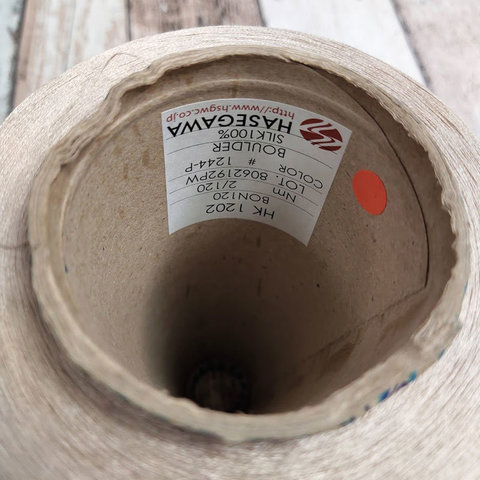 HK 1202
BON120
Nm 2/120
LOT. 8062192PW
COLOR # 1244-P
BOULDER
SILK100%
HASEGAWA
http://www.hsgwc.co.jp